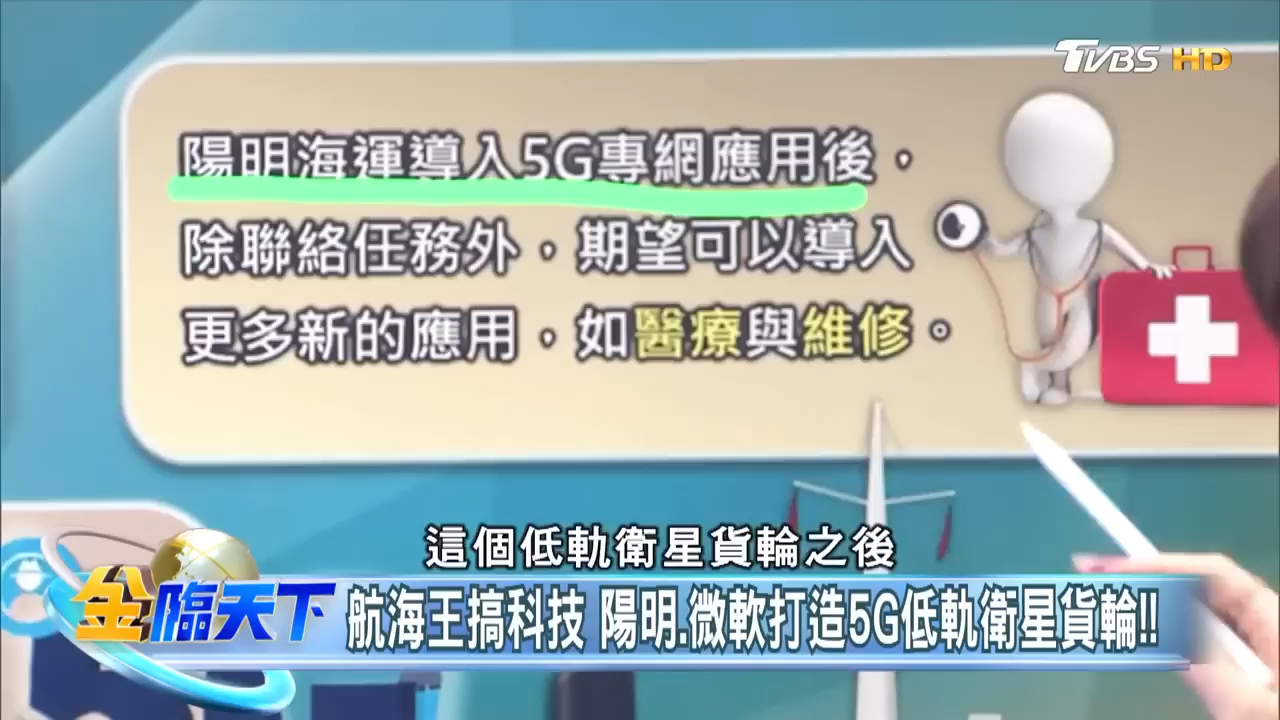 TVBS HD
陽明海運導入5G專網應用後，
除聯絡任務外，期望可以導入
更多新的應用，如醫療與維修。
這個低軌衛星貨輪之後
金臨天下
航海王搞科技 陽明.微軟打造5G低軌衛星貨輪!!